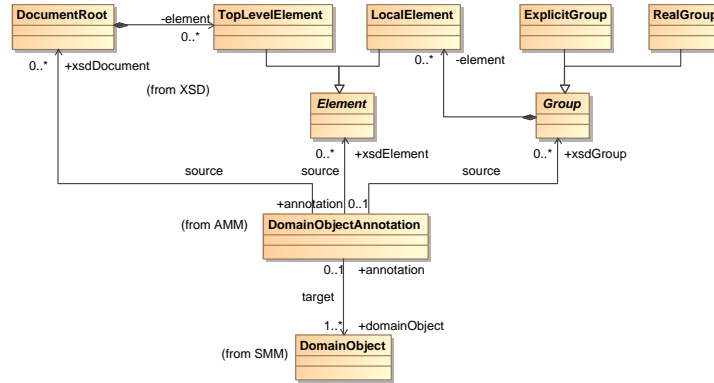 DocumentRoot
-element
0..*
TopLevelElement
LocalElement
ExplicitGroup
RealGroup
0..*
+xsdDocument
0..*
-element
(from XSD)
Element
Group
0..*
+xsdElement
0..*
+xsdGroup
source
source
source
+annotation
0..1
(from AMM)
DomainObjectAnnotation
0..1
+annotation
target
1..*
+domainObject
(from SMM)
DomainObject